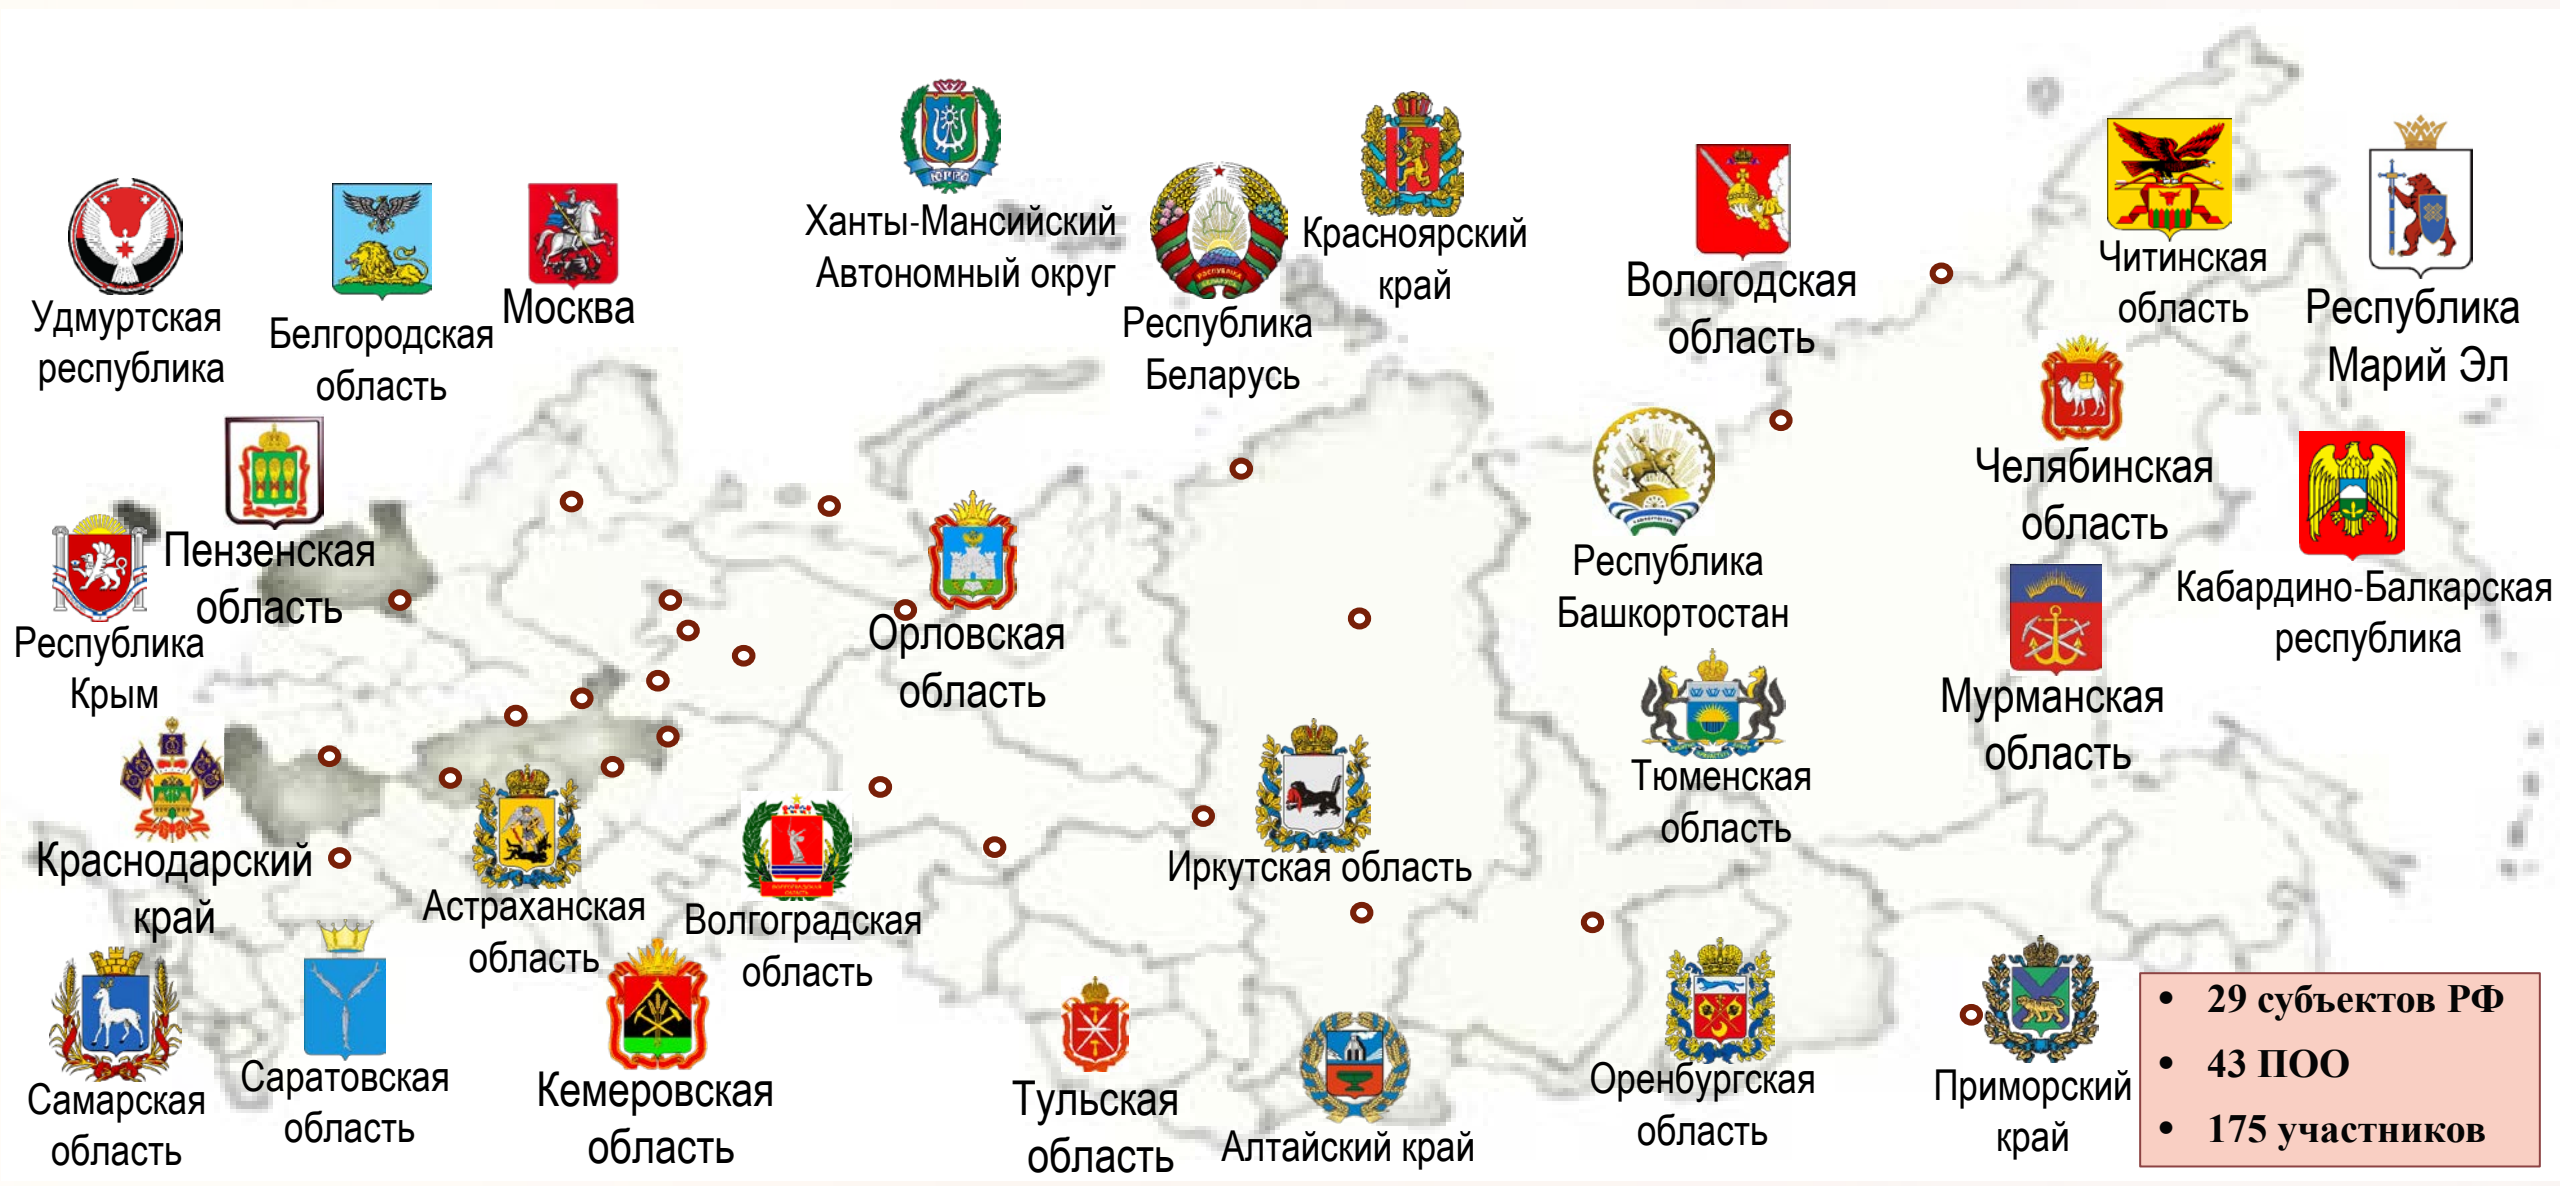 Удмуртская
республика
Белгородская
область
Москва
Ханты-Мансийский
Автономный округ
Республика
Беларусь
Красноярский
край
Вологодская
область
Читинская
область
Республика
Марий Эл
Пензенская
область
Республика
Крым
Орловская
область
Республика
Башкортостан
Челябинская
область
Кабардино-Балкарская
республика
Мурманская
область
Тюменская
область
Краснодарский
край
Астраханская
область
Волгоградская
область
Иркутская область
Самарская
область
Саратовская
область
Кемеровская
область
Тульская
область
Алтайский край
Оренбургская
область
Приморский
край
• 29 субъектов РФ
• 43 ПОО
• 175 участников